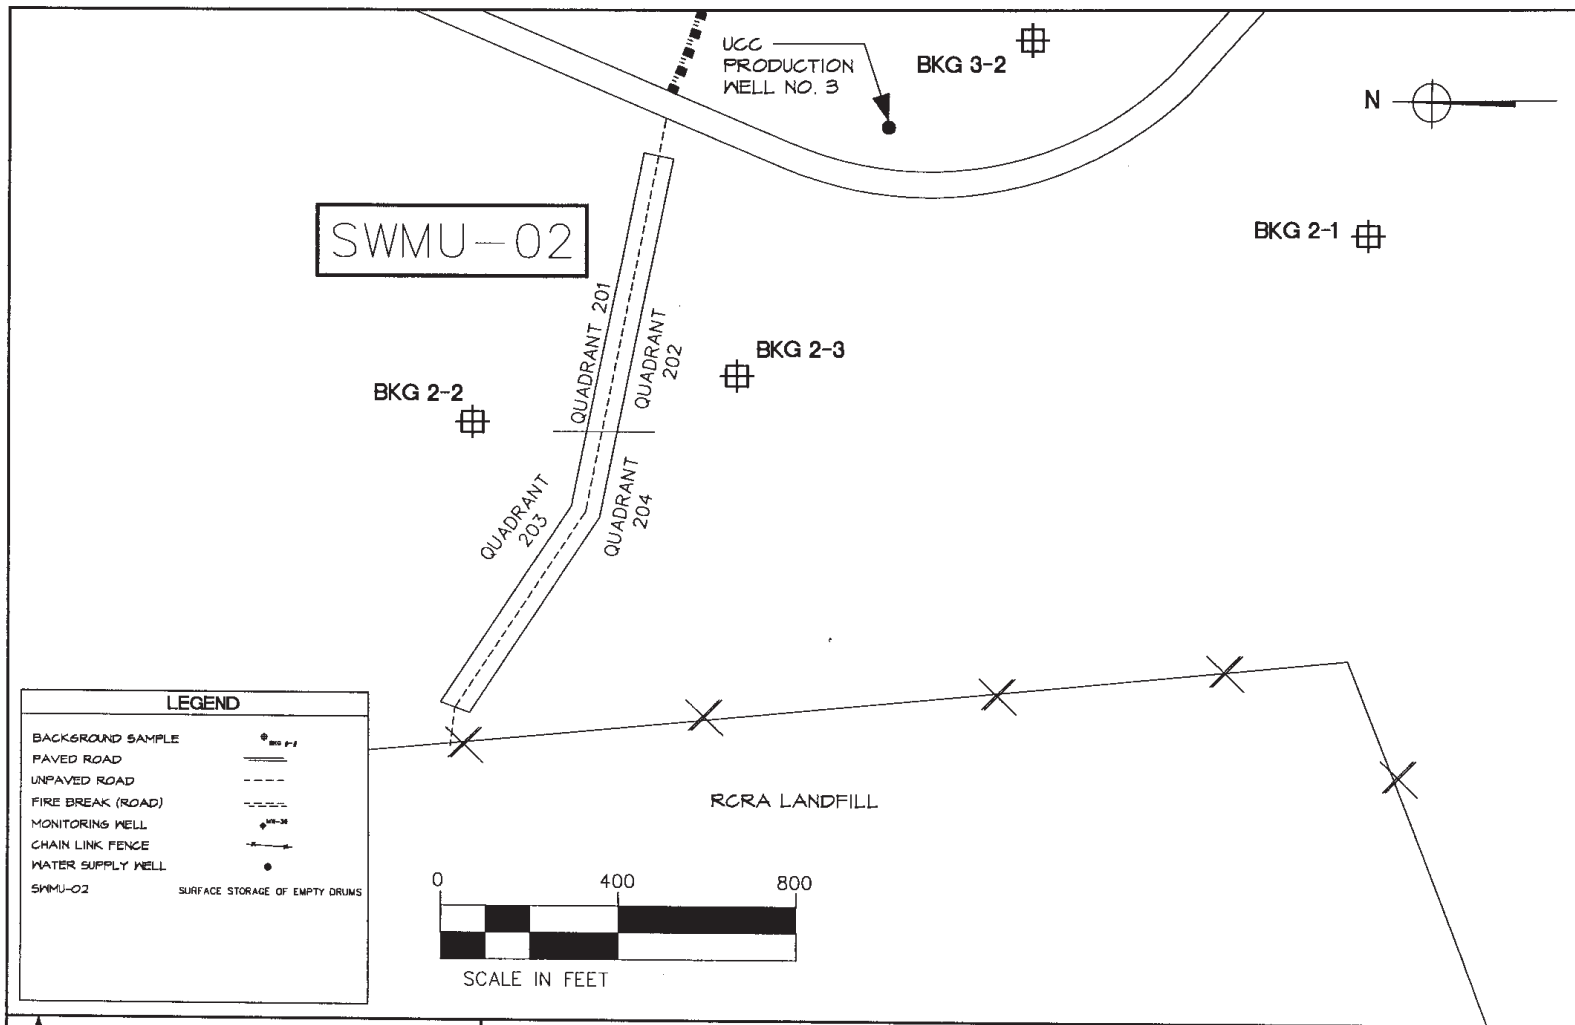 UCC
PRODUCTION
WELL NO. 3
BKG 3-2
N
SWMU-02
BKG 2-1
QUADRANT 201
QUADRANT
202
BKG 2-3
BKG 2-2
QUADRANT
203
QUADRANT
204
LEGEND
BACKGROUND SAMPLE
PAVED ROAD
UNPAVED ROAD
FIRE BREAK (ROAD)
MONITORING WELL
CHAIN LINK FENCE
WATER SUPPLY WELL
SWMU-02 SURFACE STORAGE OF EMPTY DRUMS
RCRA LANDFILL
0 400 800
SCALE IN FEET